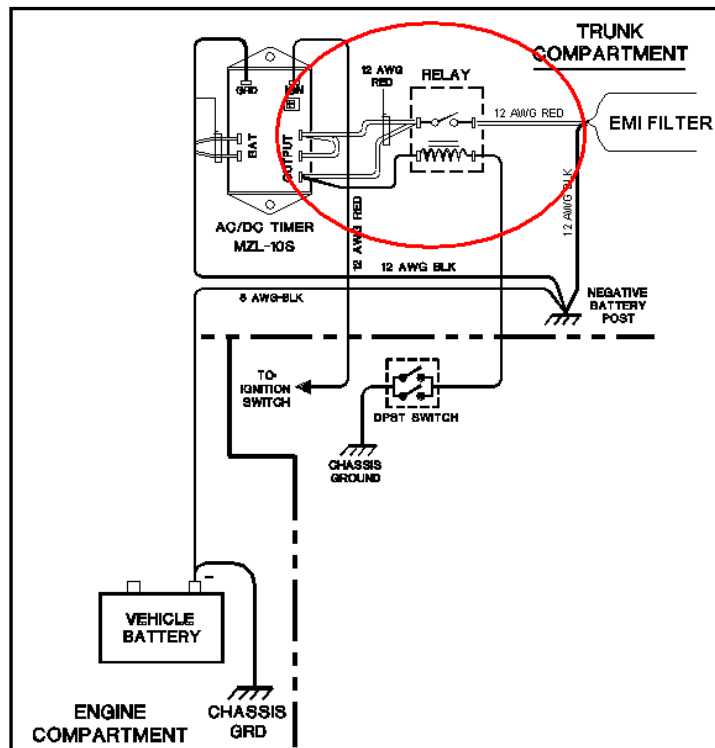 TRUNK
COMPARTMENT
12 AWG
RED
RELAY
GRD
IGN
12 AWG RED
EMI FILTER
BAT
OUTPUT
12 AWG BLK
AC/DC TIMER
MZL-10S
12 AWG RED
12 AWG BLK
8 AWG-BLK
NEGATIVE
BATTERY
POST
TO
IGNITION
SWITCH
DPST SWITCH
CHASSIS
GROUND
-
VEHICLE
BATTERY
ENGINE
COMPARTMENT
CHASSIS
GRD